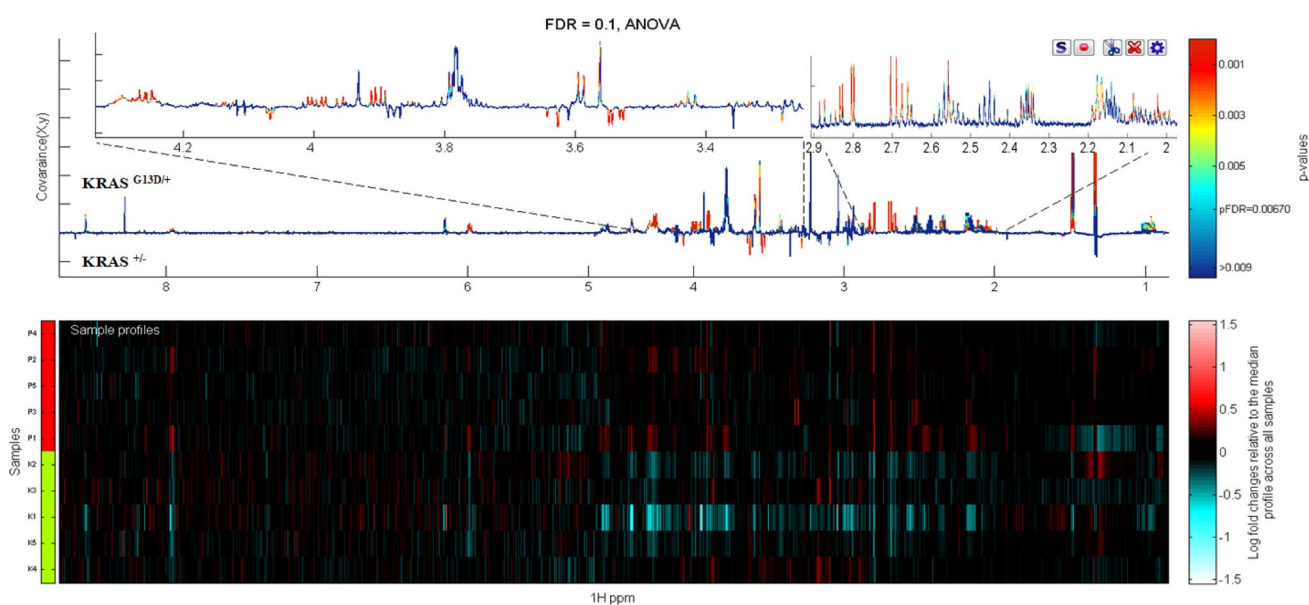 FDR = 0.1, ANOVA
S
Covaraince(X,y)
4.2 4 3.8 3.6 3.4
2.9 2.8 2.7 2.6 2.5 2.4 2.3 2.2 2.1 2
KRAS G13D/+
KRAS +/-
8 7 6 5 4 3 2 1
0.001
0.003
0.005
pFDR=0.00670
>0.009
p-values
Sample profiles
Samples
P4
P2
P5
P3
P1
K2
K3
K1
K5
K4
1H ppm
1.5
1
0.5
0
-0.5
-1
-1.5
Log fold changes relative to the median
profile across all samples